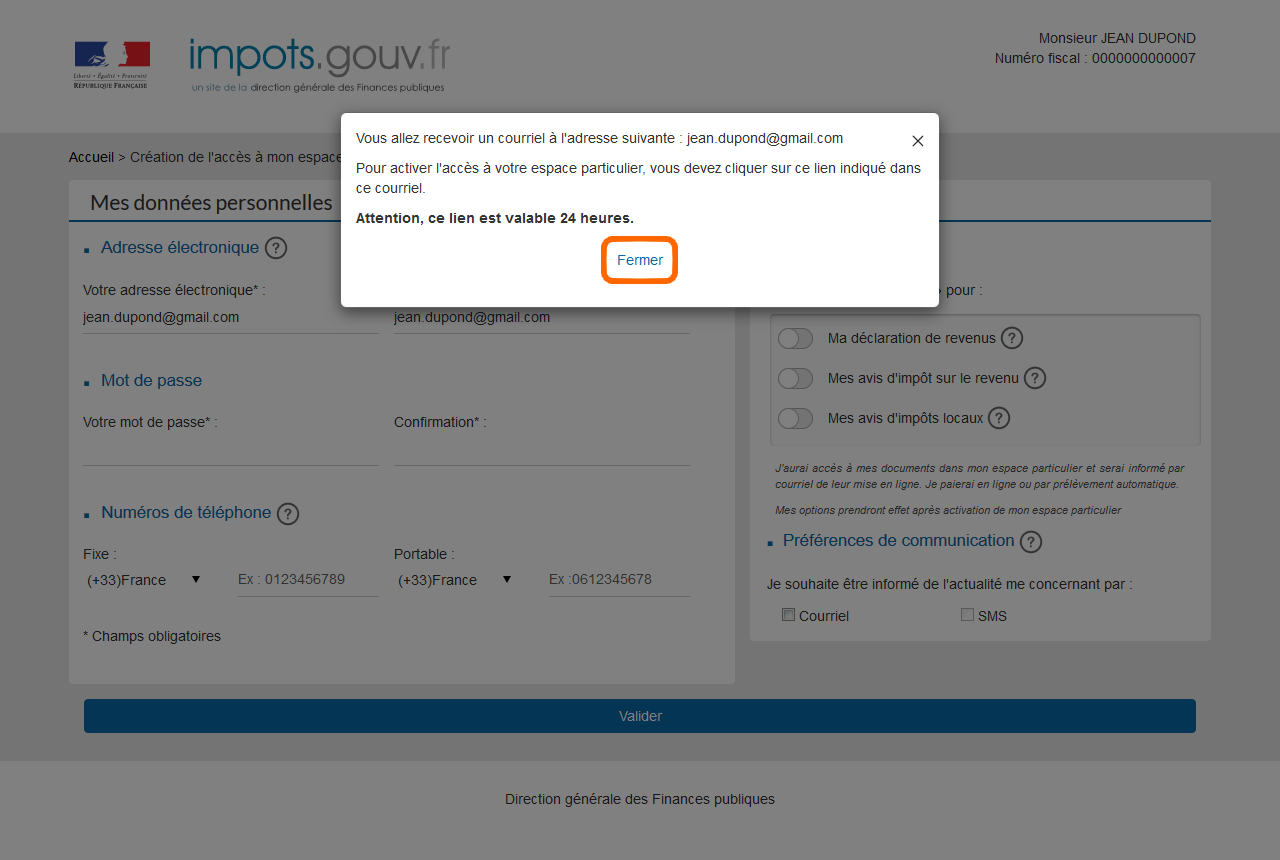 Liberté • Égalité • Fraternité
RÉPUBLIQUE FRANÇAISE
impots.gouv.fr
un site de la direction générale des Finances publiques
Monsieur JEAN DUPOND
Numéro fiscal : 0000000000007
Accueil > Création de l'accès à mon espace
Vous allez recevoir un courriel à l'adresse suivante : jean.dupond@gmail.com
Pour activer l'accès à votre espace particulier, vous devez cliquer sur ce lien indiqué dans
ce courriel.
Attention, ce lien est valable 24 heures.
Fermer
Mes données personnelles
Adresse électronique ?
Votre adresse électronique* :
jean.dupond@gmail.com
jean.dupond@gmail.com
Mot de passe
Votre mot de passe* :
Confirmation* :
Numéros de téléphone ?
Fixe :
Portable :
(+33)France
Ex : 0123456789
(+33)France
Ex :0612345678
* Champs obligatoires
pour :
Ma déclaration de revenus ?
Mes avis d'impôt sur le revenu ?
Mes avis d'impôts locaux ?
J'aurai accès à mes documents dans mon espace particulier et serai informé par
courriel de leur mise en ligne. Je paierai en ligne ou par prélèvement automatique.
Mes options prendront effet après activation de mon espace particulier
Préférences de communication ?
Je souhaite être informé de l'actualité me concernant par :
Courriel
SMS
Valider
Direction générale des Finances publiques